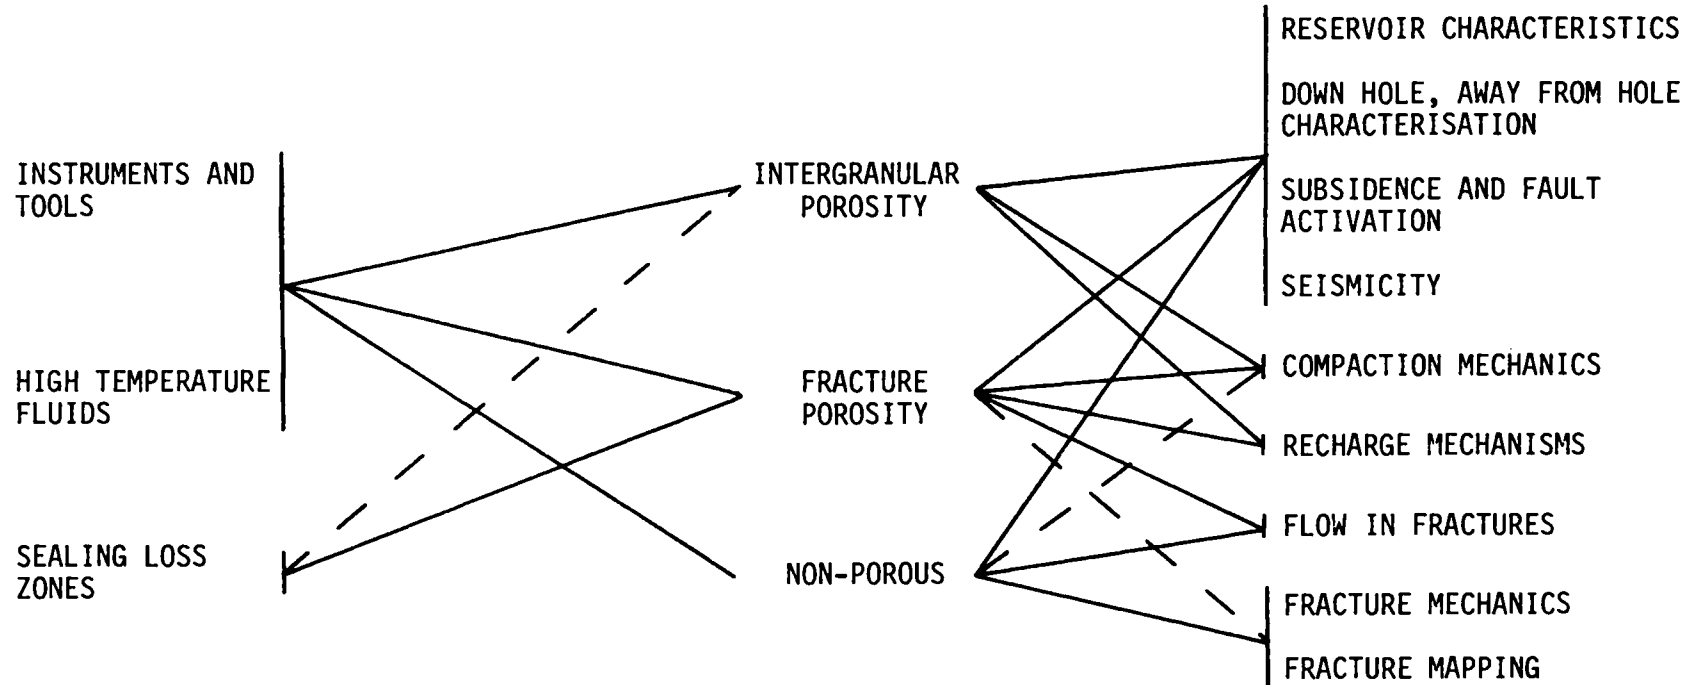 INSTRUMENTS AND
TOOLS
HIGH TEMPERATURE
FLUIDS
SEALING LOSS
ZONES
INTERGRANULAR
POROSITY
FRACTURE
POROSITY
NON-POROUS
RESERVOIR CHARACTERISTICS
DOWN HOLE, AWAY FROM HOLE
CHARACTERISATION
SUBSIDENCE AND FAULT
ACTIVATION
SEISMICITY
COMPACTION MECHANICS
RECHARGE MECHANISMS
FLOW IN FRACTURES
FRACTURE MECHANICS
FRACTURE MAPPING